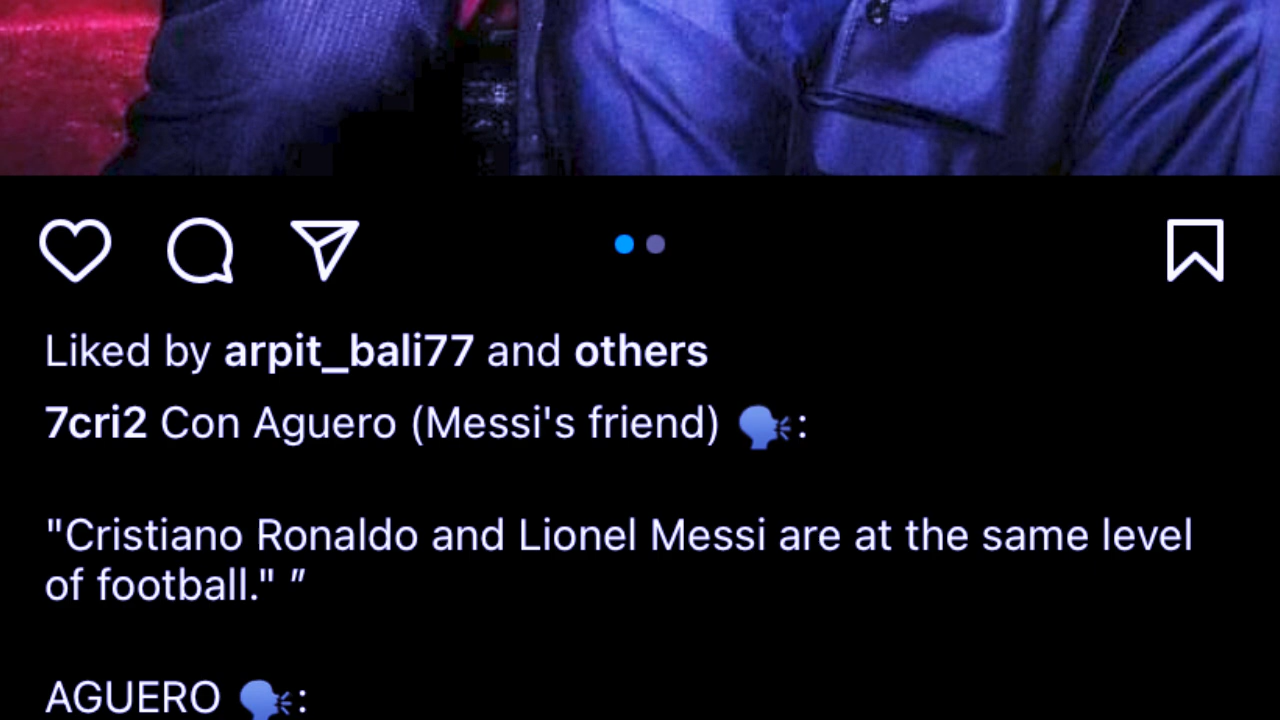 Liked by arpit_bali77 and others
7cri2 Con Aguero (Messi's friend) 🗣:
"Cristiano Ronaldo and Lionel Messi are at the same level
of football." ″
AGUERO 🗣: